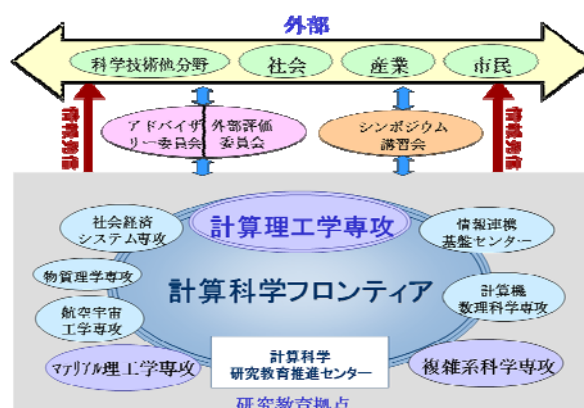 外部
科学技術他分野
社会
産業
市民
情報発信
アドバイザ
リー委員会
外部評価
委員会
シンポジウム
講習会
情報発信
社会経済
システム専攻
計算理工学専攻
情報連携
基盤センター
物質理学専攻
計算科学フロンティア
計算機
数理科学専攻
航空宇宙
工学専攻
マテリアル理工学専攻
計算科学
研究教育推進センター
複雑系科学専攻
研究教育拠点